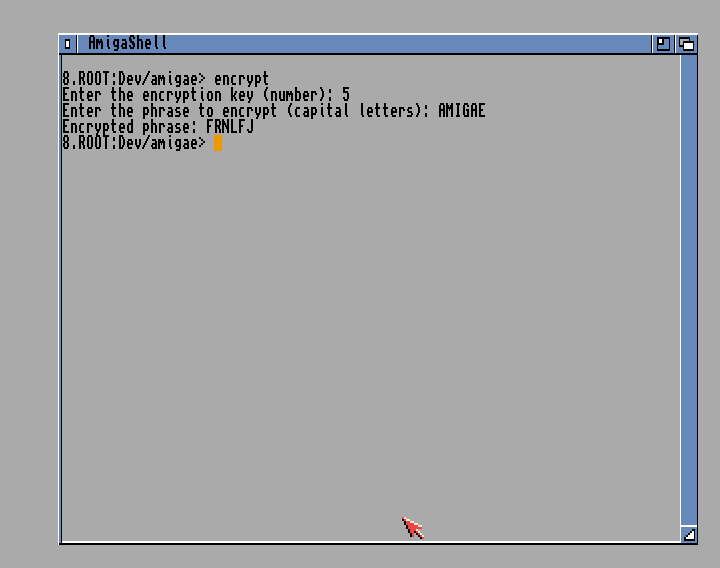 AmigaShell
8.ROOT:Dev/amigae> encrypt
Enter the encryption key (number): 5
Enter the phrase to encrypt (capital letters): AMIGAE
Encrypted phrase: FRNLFJ
8.ROOT:Dev/amigae>